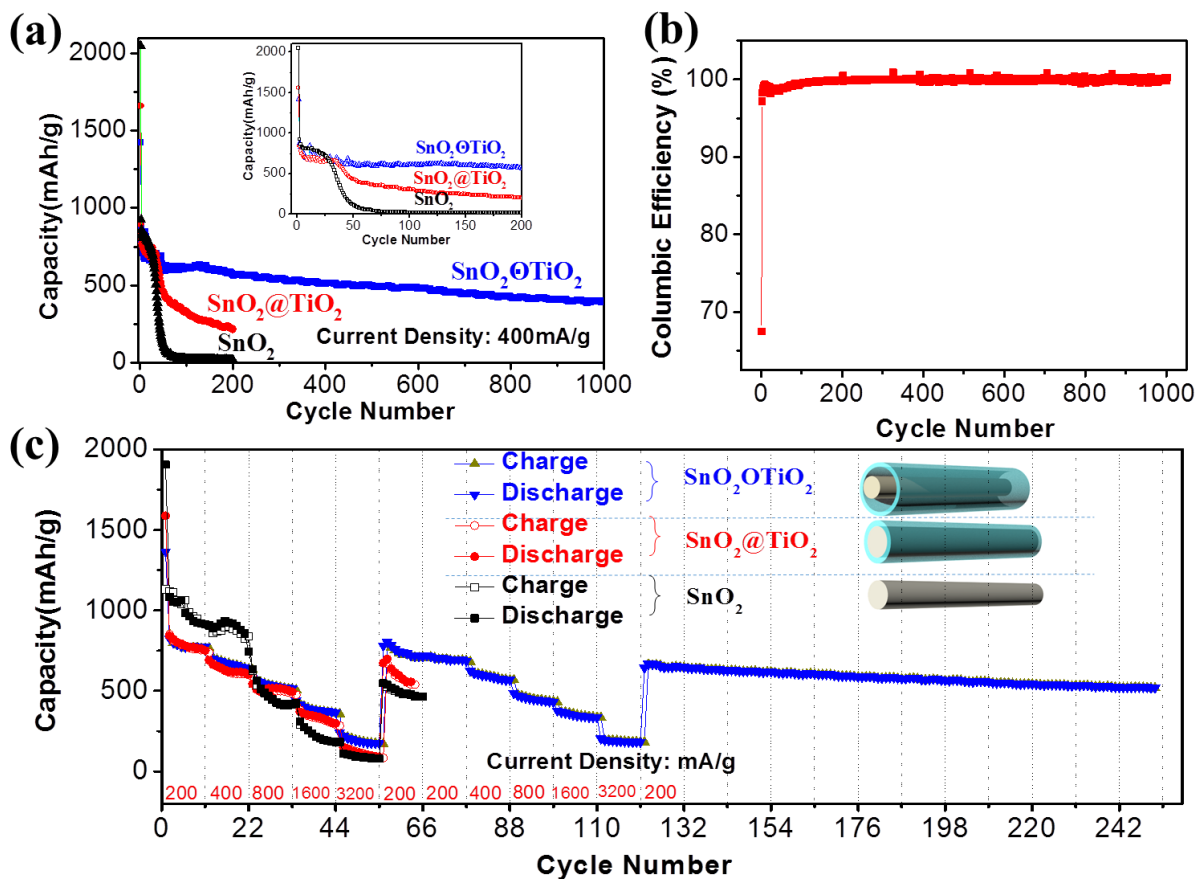 (a)
Capacity(mAh/g)
2000
1500
1000
500
0
0 200 400 600 800 1000
Cycle Number
SnO₂ʘTiO₂
SnO₂@TiO₂
SnO₂
Current Density: 400mA/g
Capacity(mAh/g)
2000
1500
1000
500
0
0 50 100 150 200
Cycle Number
SnO₂ʘTiO₂
SnO₂@TiO₂
SnO₂
(b)
Columbic Efficiency (%)
100
90
80
70
0 200 400 600 800 1000
Cycle Number
(c)
Capacity(mAh/g)
2000
1500
1000
500
0
Charge
Discharge
SnO₂OTiO₂
Charge
Discharge
SnO₂@TiO₂
Charge
Discharge
SnO₂
Current Density: mA/g
200 400 800 1600 3200 200 200 400 800 1600 3200 200
0 22 44 66 88 110 132 154 176 198 220 242
Cycle Number